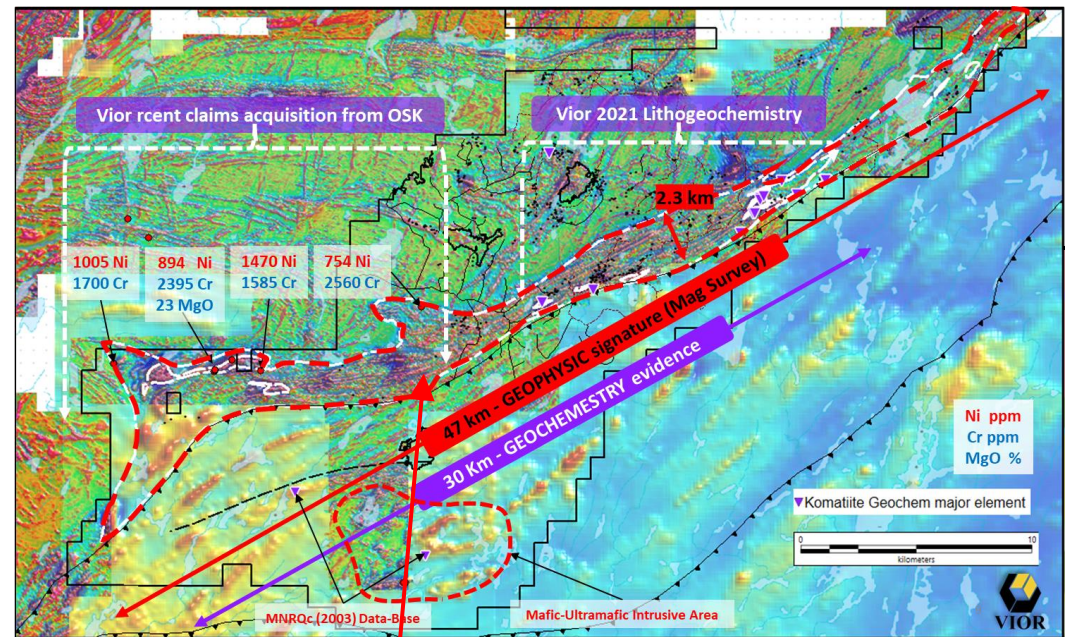 Vior rcent claims acquisition from OSK
Vior 2021 Lithogeochemistry
2.3 km
1005 Ni
1700 Cr
894 Ni
2395 Cr
23 MgO
1470 Ni
1585 Cr
754 Ni
2560 Cr
47 km - GEOPHYSIC signature (Mag Survey)
30 Km - GEOCHEMESTRY evidence
Ni ppm
Cr ppm
MgO %
Komatiite Geochem major element
0 10
kilometers
MNRQc (2003) Data-Base
Mafic-Ultramafic Intrusive Area
VIOR